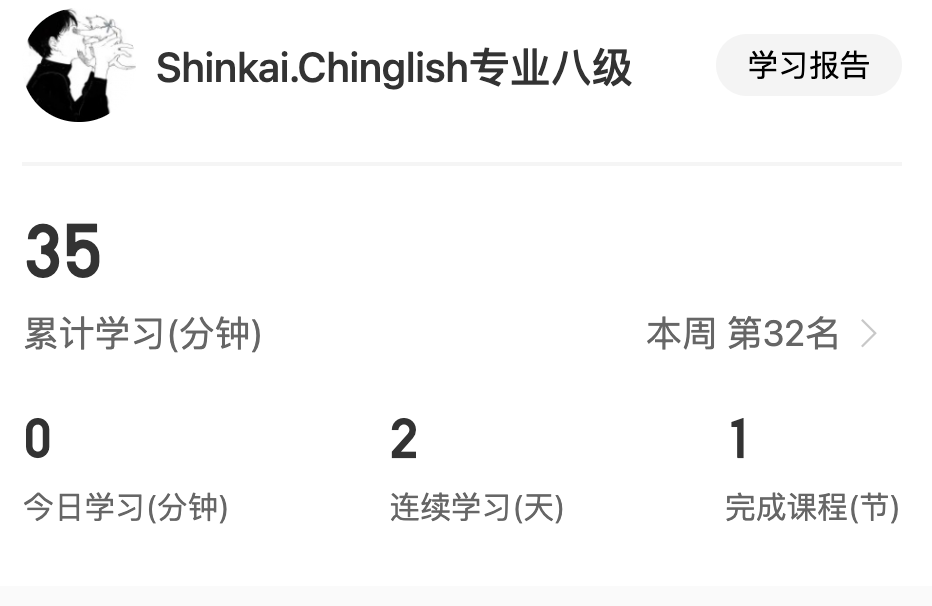 Shinkai.Chinglish专业八级 学习报告
35
累计学习(分钟) 本周 第32名
0 2 1
今日学习(分钟) 连续学习(天) 完成课程(节)